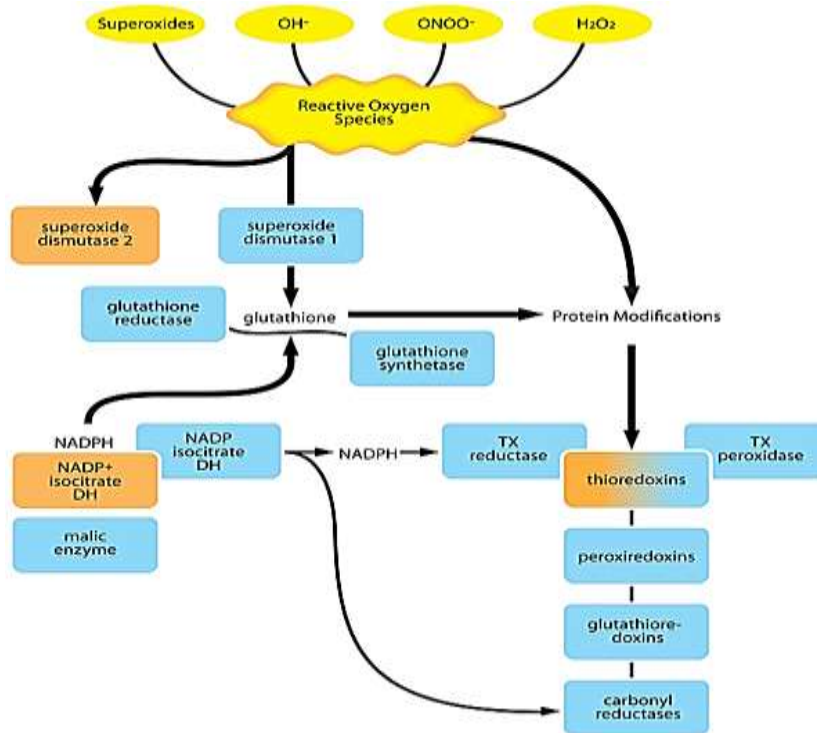 Superoxides
OH-
ONOO-
H2O2
Reactive Oxygen
Species
superoxide
dismutase 2
superoxide
dismutase 1
glutathione
reductase
glutathione
Protein Modifications
glutathione
synthetase
NADPH
NADP+
isocitrate
DH
NADP
isocitrate
DH
NADPH
TX
reductase
thioredoxins
TX
peroxidase
malic
enzyme
peroxiredoxins
glutathiore-
doxins
carbonyl
reductases